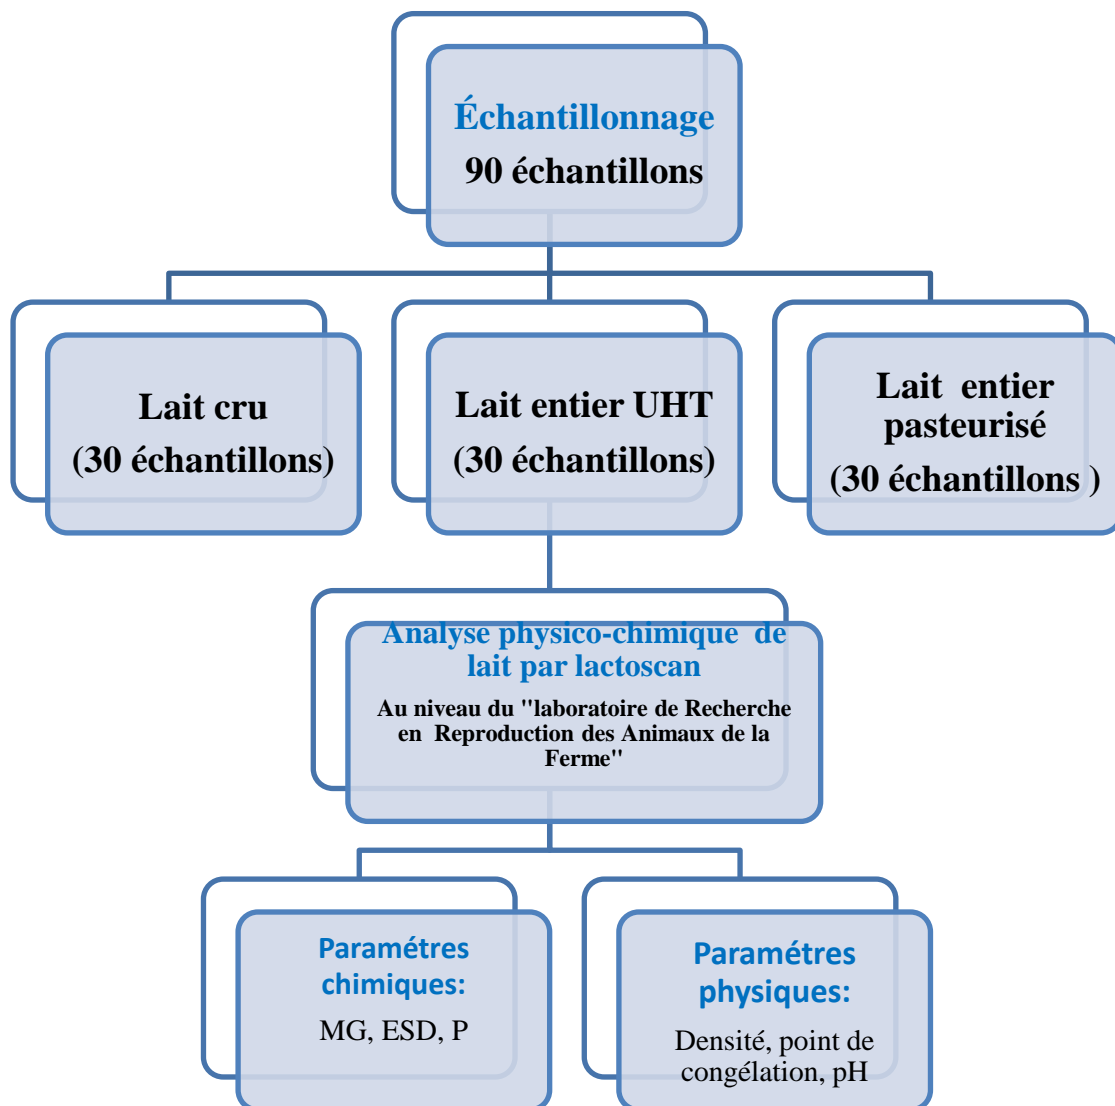 Échantillonnage
90 échantillons
Lait cru
(30 échantillons)
Lait entier UHT
(30 échantillons)
Lait entier
pasteurisé
(30 échantillons )
Analyse physico-chimique de
lait par lactoscan
Au niveau du "laboratoire de Recherche
en Reproduction des Animaux de la
Ferme"
Paramétres
chimiques:
MG, ESD, P
Paramétres
physiques:
Densité, point de
congélation, pH